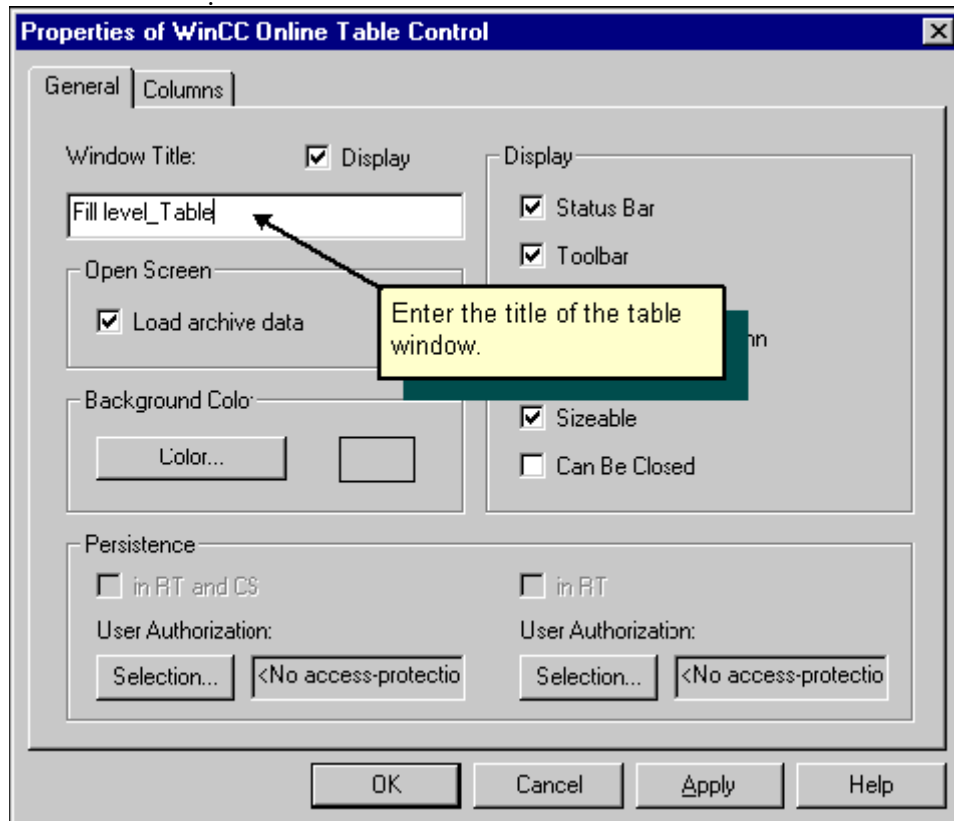 Properties of WinCC Online Table Control
General
Columns
Window Title:
Display
Fill level_Table
Open Screen
Load archive data
Background Color
Color...
Display
Status Bar
Toolbar
Enter the title of the table
window.
Sizeable
Can Be Closed
Persistence
in RT and CS
in RT
User Authorization:
User Authorization:
Selection...
<No access-protectio
Selection...
<No access-protectio
OK
Cancel
Apply
Help